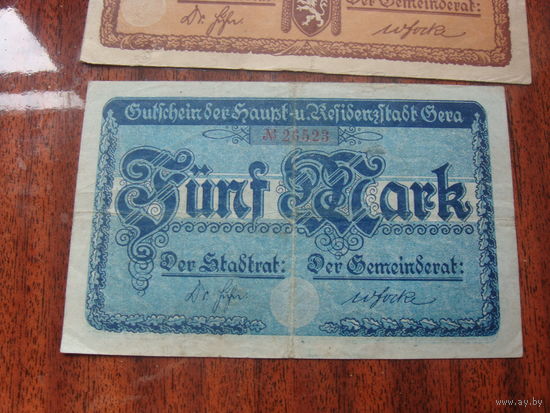 Der Gemeinderat:
Gutschein der Haupt- u. Residenzstadt Gera
№ 26523
Fünf Mark
Der Stadtrat: Der Gemeinderat:
www.ay.by